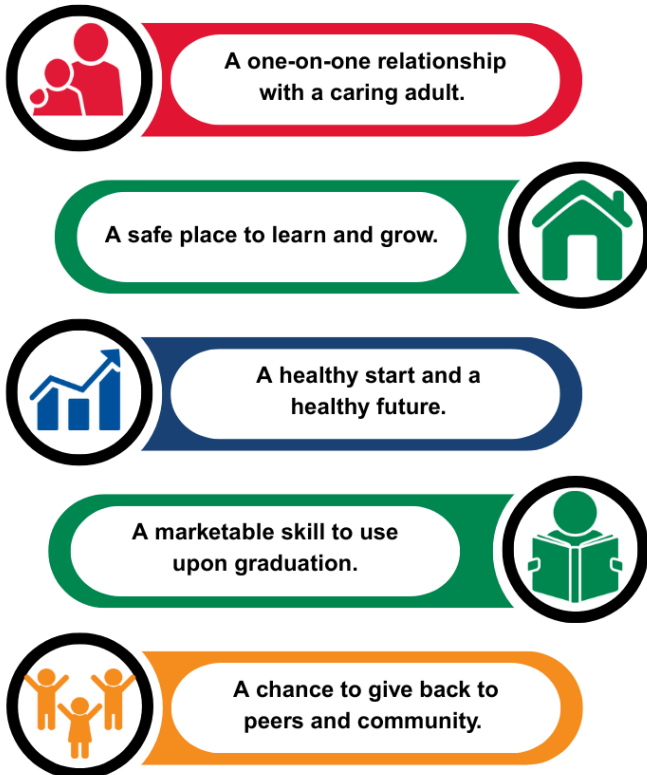 A one-on-one relationship
with a caring adult.
A safe place to learn and grow.
A healthy start and a
healthy future.
A marketable skill to use
upon graduation.
A chance to give back to
peers and community.